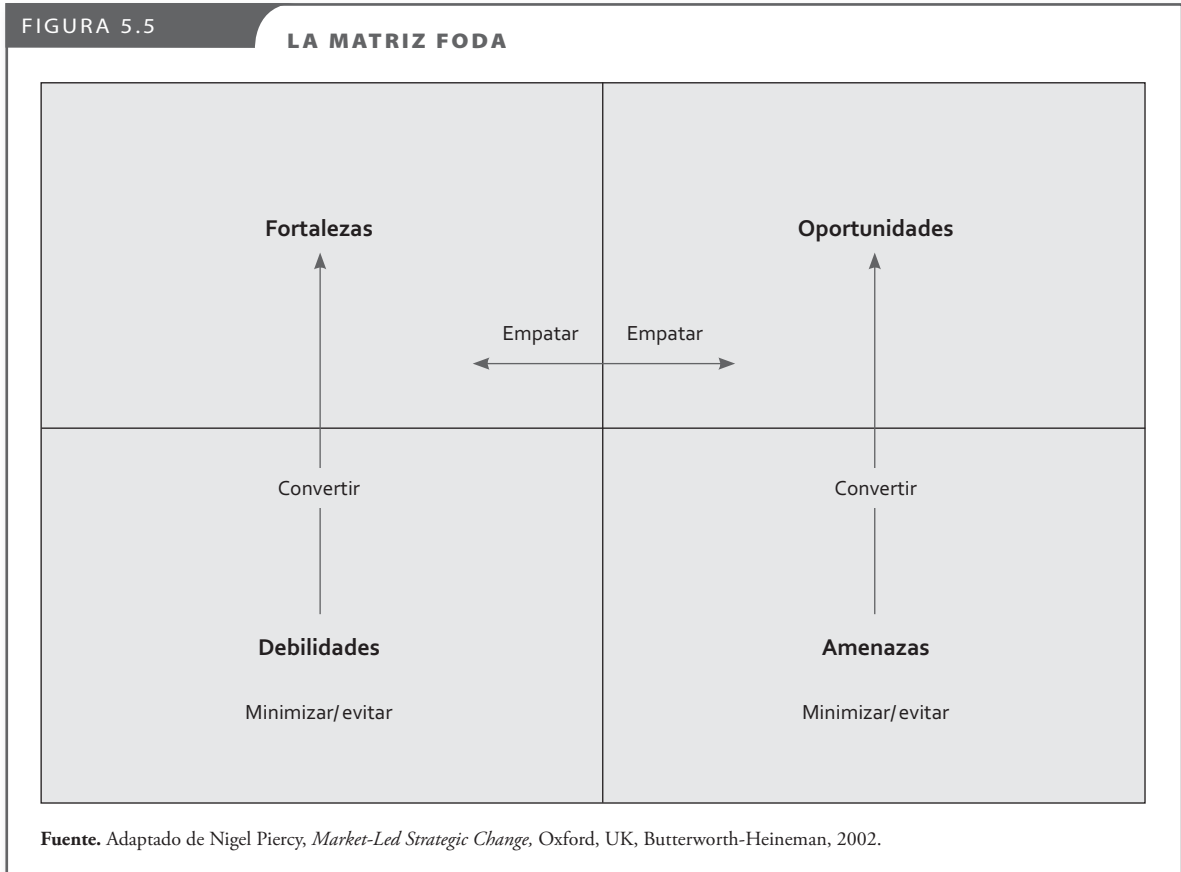 FIGURA 5.5
LA MATRIZ FODA
Fortalezas
Oportunidades
Empatar
Empatar
Convertir
Convertir
Debilidades
Amenazas
Minimizar/evitar
Minimizar/evitar
Fuente. Adaptado de Nigel Piercy, Market-Led Strategic Change, Oxford, UK, Butterworth-Heineman, 2002.